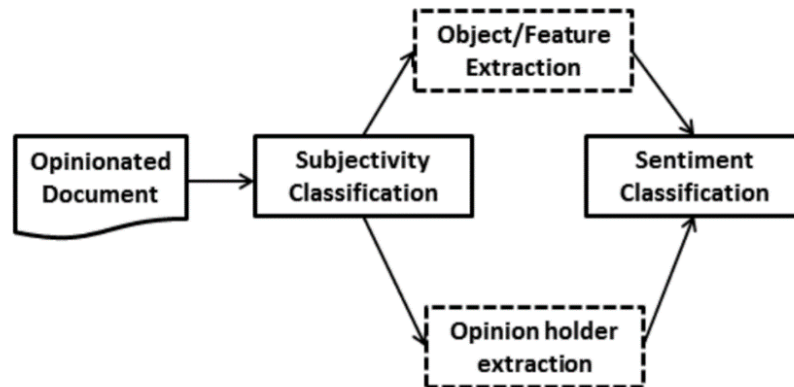 Object/Feature
Extraction
Opinionated
Document
Subjectivity
Classification
Sentiment
Classification
Opinion holder
extraction